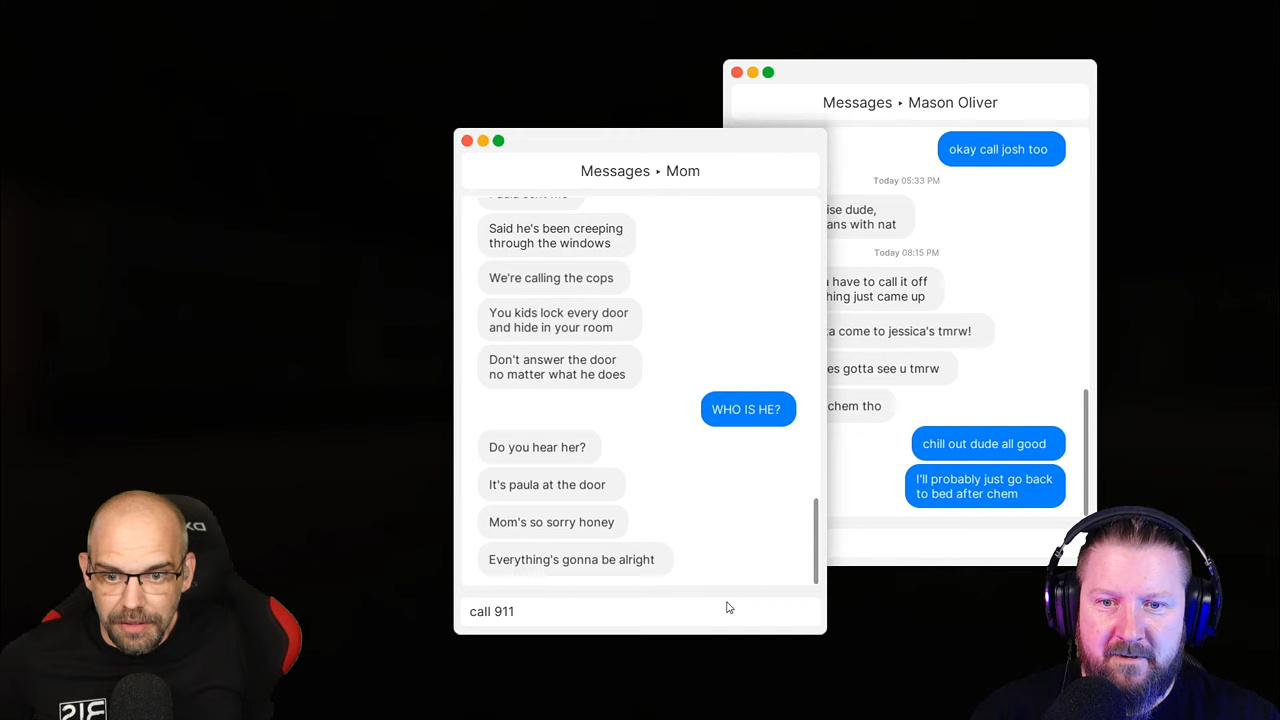 Messages ▸ Mom
Said he's been creeping
through the windows
We're calling the cops
You kids lock every door
and hide in your room
Don't answer the door
no matter what he does
WHO IS HE?
Do you hear her?
It's paula at the door
Mom's so sorry honey
Everything's gonna be alright
call 911
Messages ▸ Mason Oliver
okay call josh too
Today 05:33 PM
ise dude,
ans with nat
Today 08:15 PM
have to call it off
hing just came up
a come to jessica's tmrw!
es gotta see u tmrw
chem tho
chill out dude all good
I'll probably just go back
to bed after chem